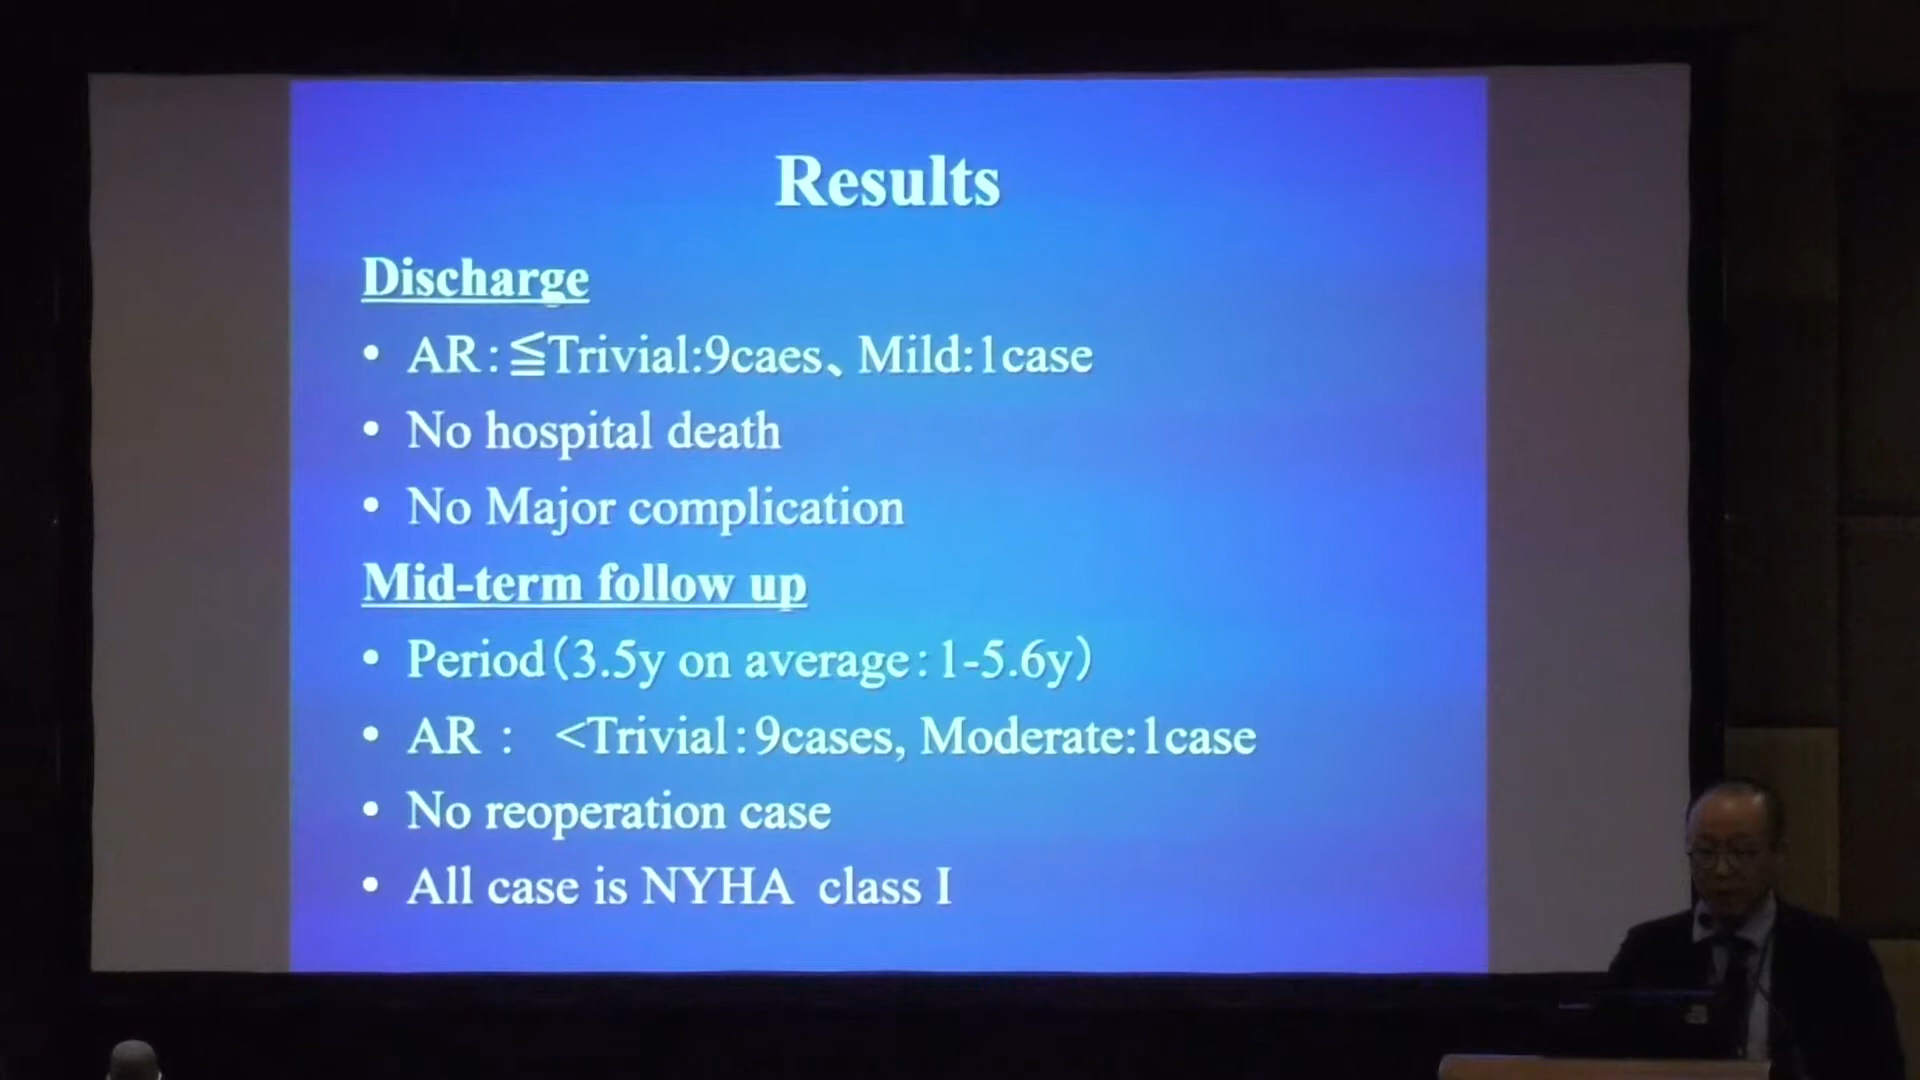 Results
Discharge
• AR:≦Trivial:9caes、Mild:1case
• No hospital death
• No Major complication
Mid-term follow up
• Period(3.5y on average:1-5.6y)
• AR : <Trivial:9cases, Moderate:1case
• No reoperation case
• All case is NYHA class I